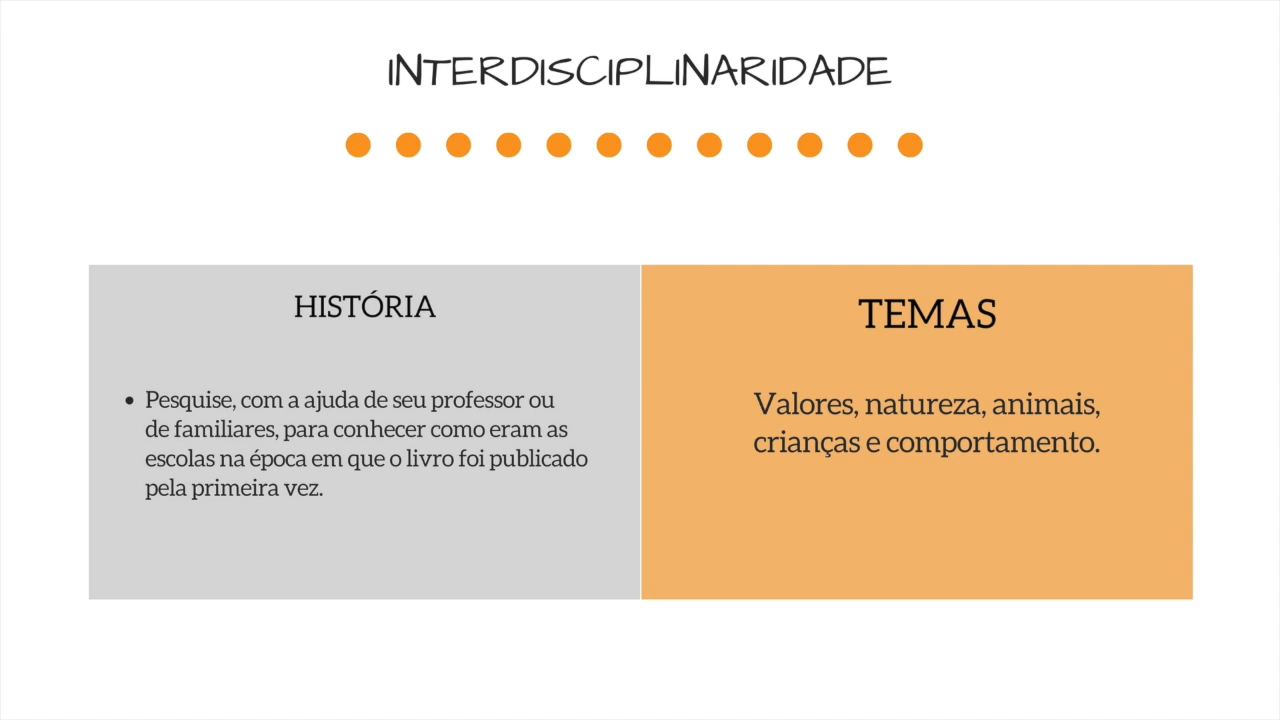 INTERDISCIPLINARIDADE
HISTÓRIA
• Pesquise, com a ajuda de seu professor ou
de familiares, para conhecer como eram as
escolas na época em que o livro foi publicado
pela primeira vez.
TEMAS
Valores, natureza, animais,
crianças e comportamento.